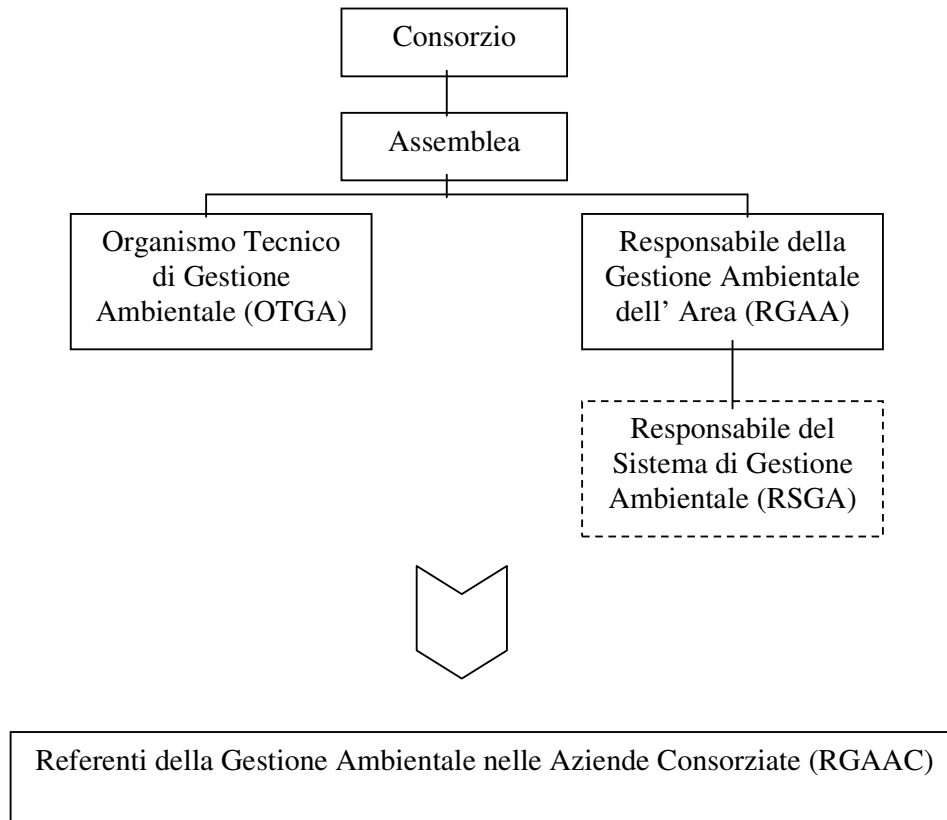 Consorzio
Assemblea
Organismo Tecnico
di Gestione
Ambientale (OTGA)
Responsabile della
Gestione Ambientale
dell' Area (RGAA)
Responsabile del
Sistema di Gestione
Ambientale (RSGA)
Referenti della Gestione Ambientale nelle Aziende Consorziate (RGAAC)